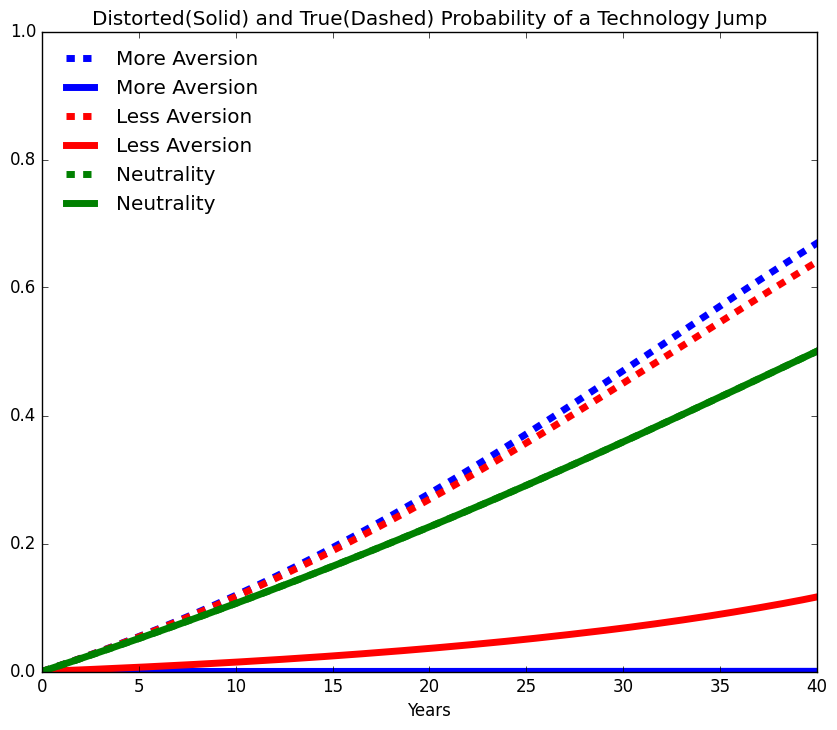 Distorted(Solid) and True(Dashed) Probability of a Technology Jump
1.0
More Aversion
More Aversion
Less Aversion
Less Aversion
Neutrality
Neutrality
0.8
0.6
0.4
0.2
0.0
0 5 10 15 20 25 30 35 40
Years